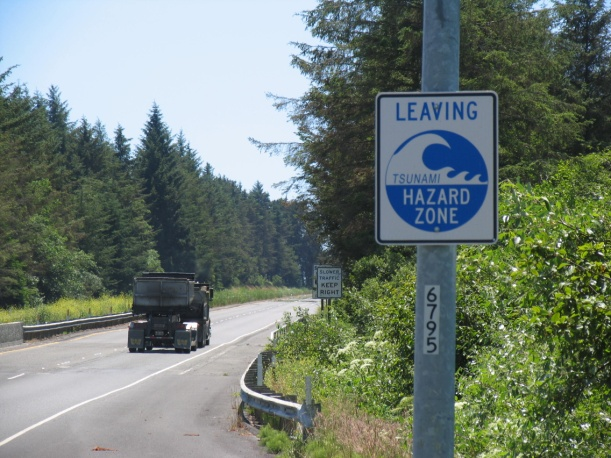 LEAVING
TSUNAMI
HAZARD
ZONE
SLOWER
TRAFFIC
KEEP
RIGHT
6795